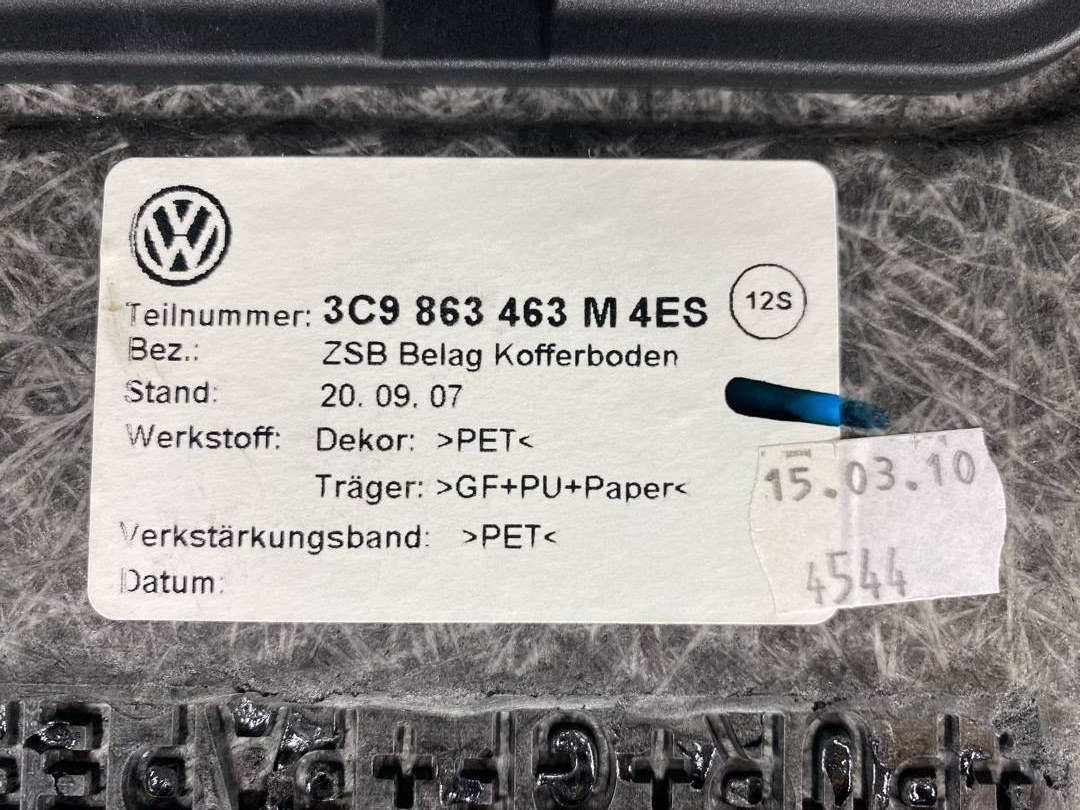 Teilnummer: 3C9 863 463 M 4ES 12S
Bez.: ZSB Belag Kofferboden
Stand: 20. 09. 07
Werkstoff: Dekor: >PET<
Träger: >GF+PU+Paper<
Verkstärkungsband: >PET<
Datum:
15.03.10
4544